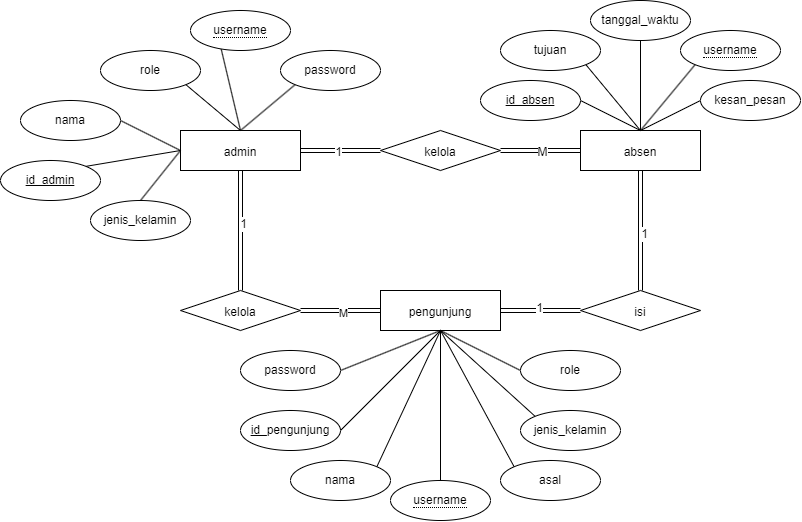 tanggal_waktu
username
tujuan
username
role
password
id_absen
kesan_pesan
nama
admin
1
kelola
M
absen
id_admin
jenis_kelamin
1
1
kelola
M
pengunjung
1
isi
password
role
id_pengunjung
jenis_kelamin
nama
asal
username